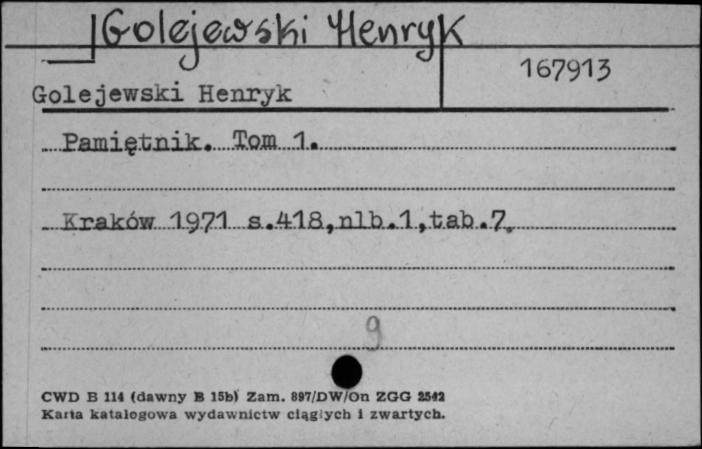 Golejewski Henryk
167913
Golejewski Henryk
Pamiętnik. Tom 1.
Kraków 1971 s.418,nlb.1,tab.7.
9
CWD B 114 (dawny B 15b) Zam. 897/DW/On ZGG 2542
Karta katalogowa wydawnictw ciągłych i zwartych.